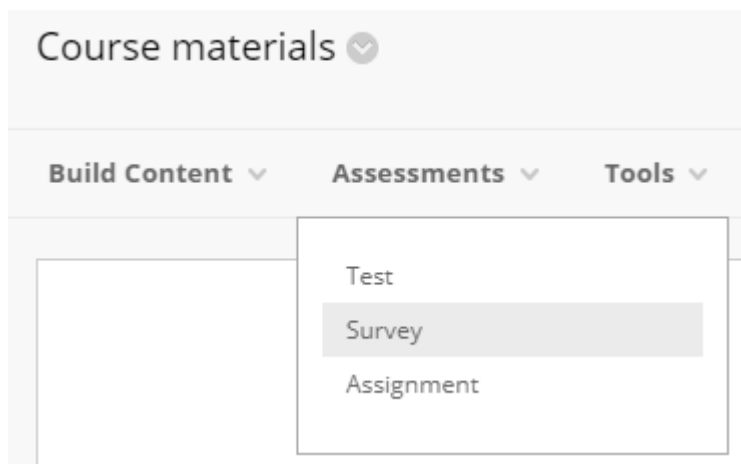 Course materials
Build Content Assessments Tools
Test
Survey
Assignment